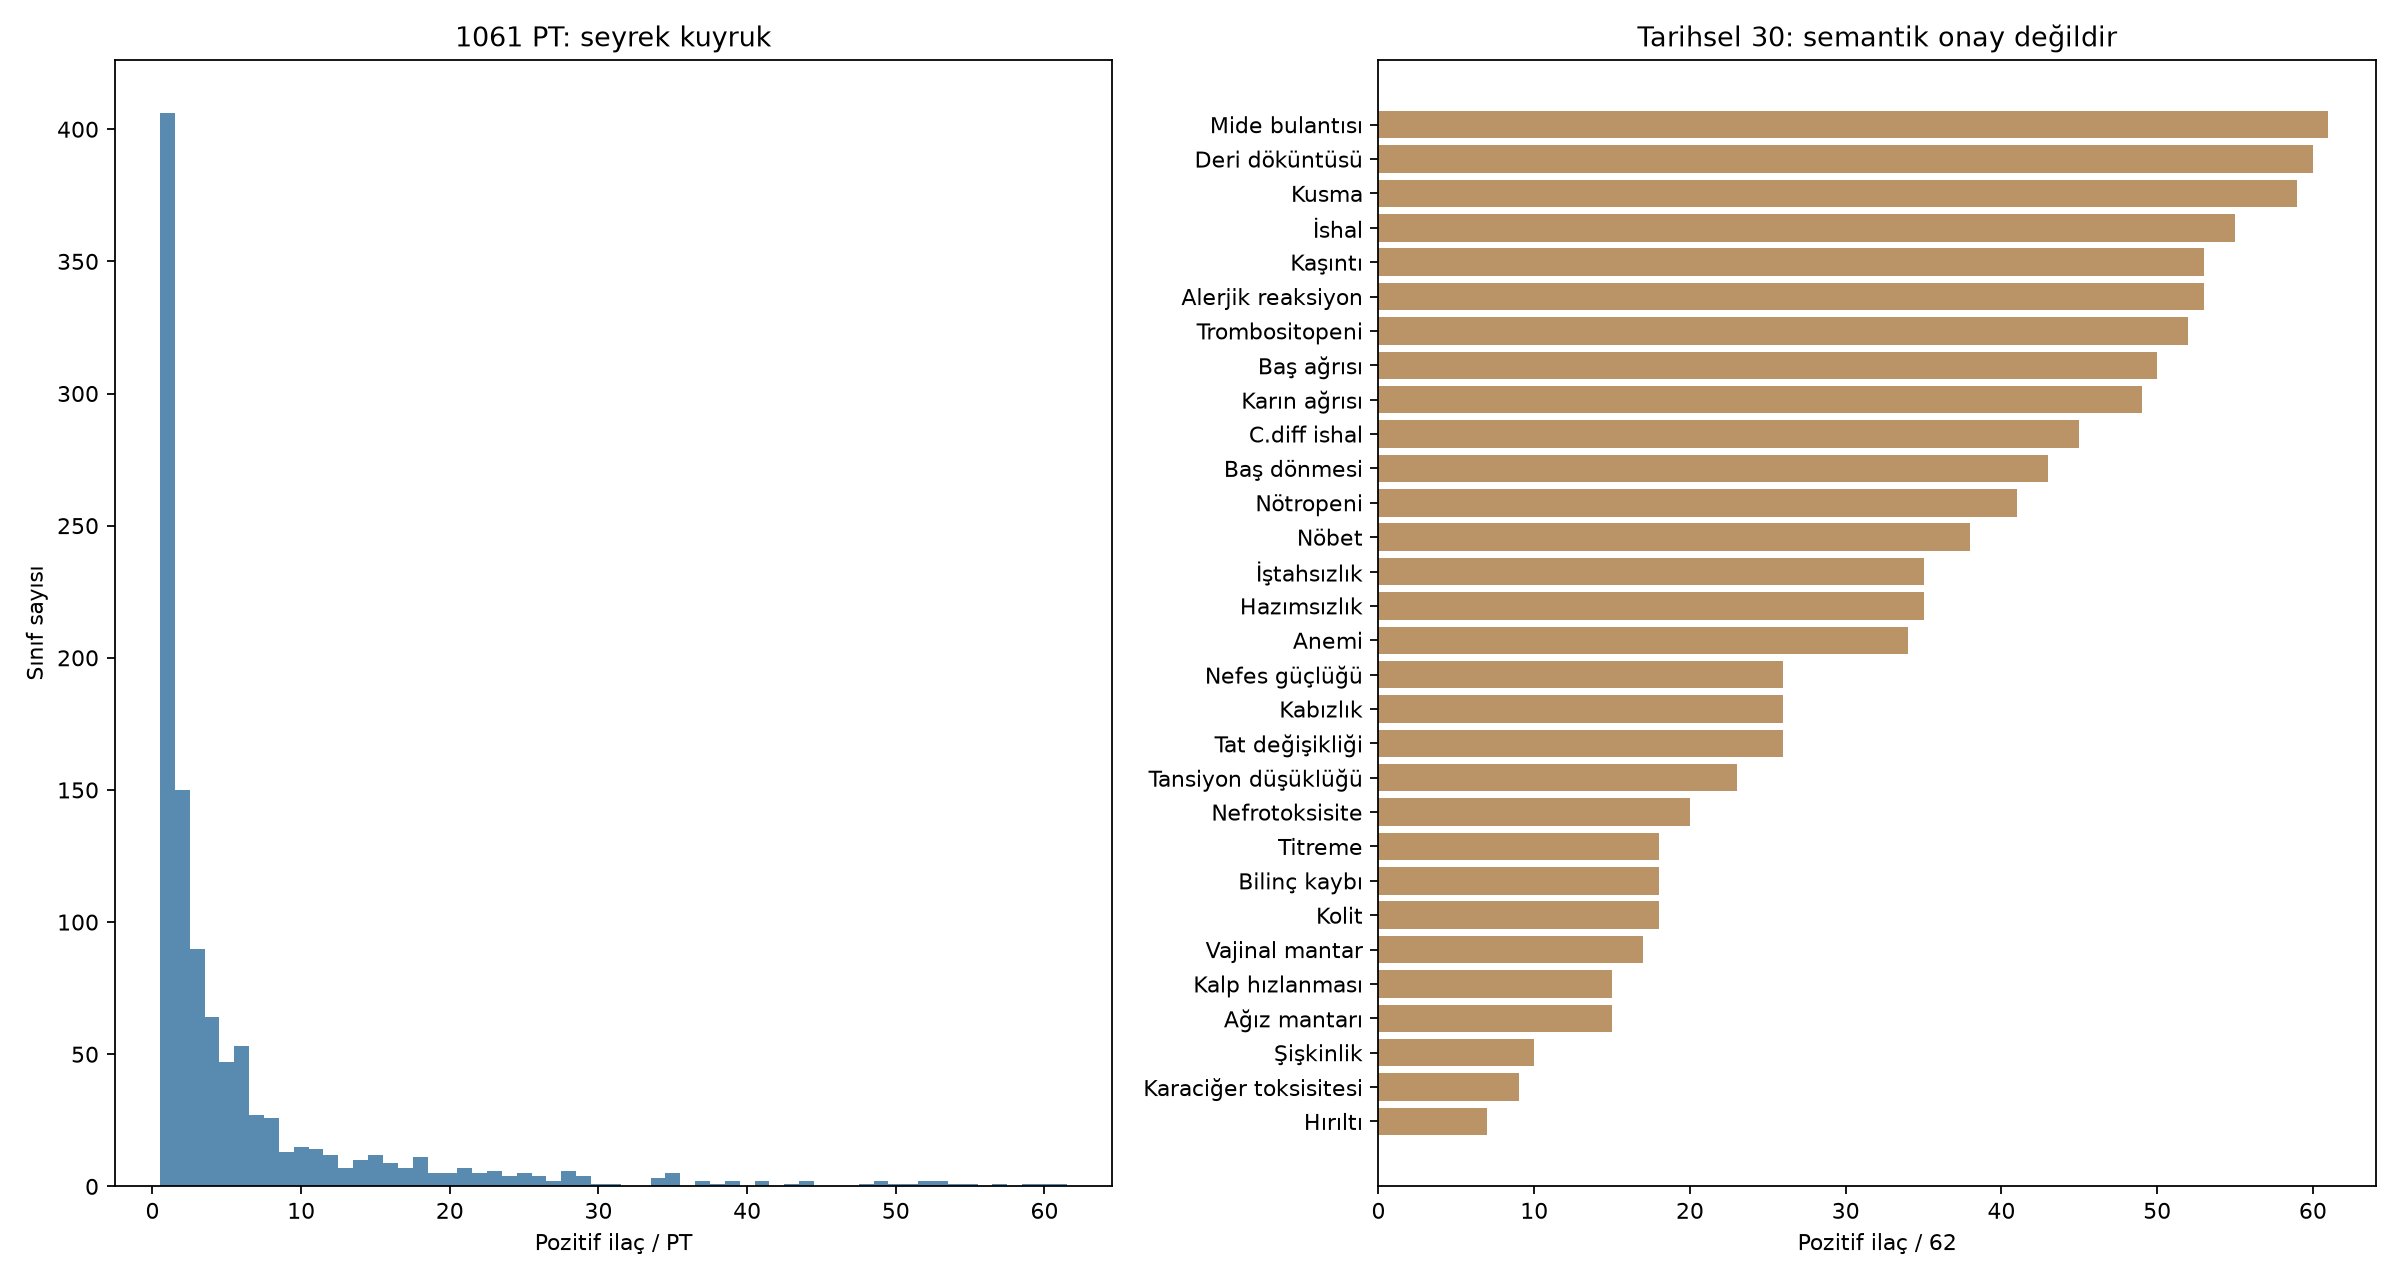 1061 PT: seyrek kuyruk
Sınıf sayısı
400
350
300
250
200
150
100
50
0
0 10 20 30 40 50 60
Pozitif ilaç / PT
Tarihsel 30: semantik onay değildir
Mide bulantısı
Deri döküntüsü
Kusma
İshal
Kaşıntı
Alerjik reaksiyon
Trombositopeni
Baş ağrısı
Karın ağrısı
C.diff ishal
Baş dönmesi
Nötropeni
Nöbet
İştahsızlık
Hazımsızlık
Anemi
Nefes güçlüğü
Kabızlık
Tat değişikliği
Tansiyon düşüklüğü
Nefrotoksisite
Titreme
Bilinç kaybı
Kolit
Vajinal mantar
Kalp hızlanması
Ağız mantarı
Şişkinlik
Karaciğer toksisitesi
Hırıltı
0 10 20 30 40 50 60
Pozitif ilaç / 62